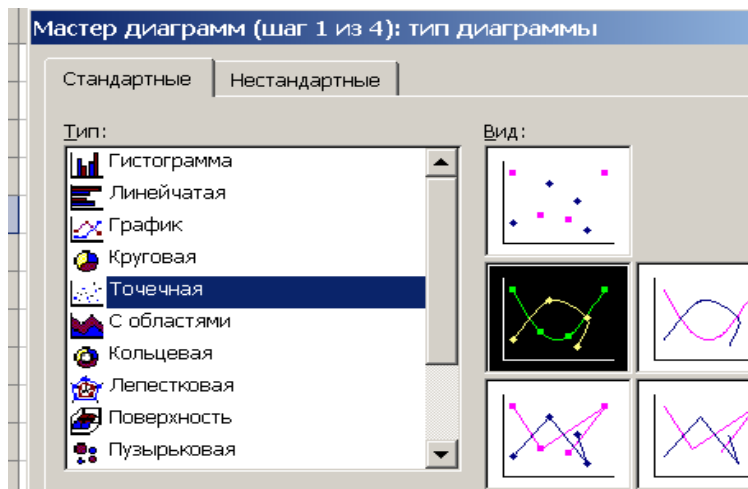 Мастер диаграмм (шаг 1 из 4): тип диаграммы
Стандартные
Нестандартные
Тип:
Вид:
Гистограмма
Линейчатая
График
Круговая
Точечная
С областями
Кольцевая
Лепестковая
Поверхность
Пузырьковая